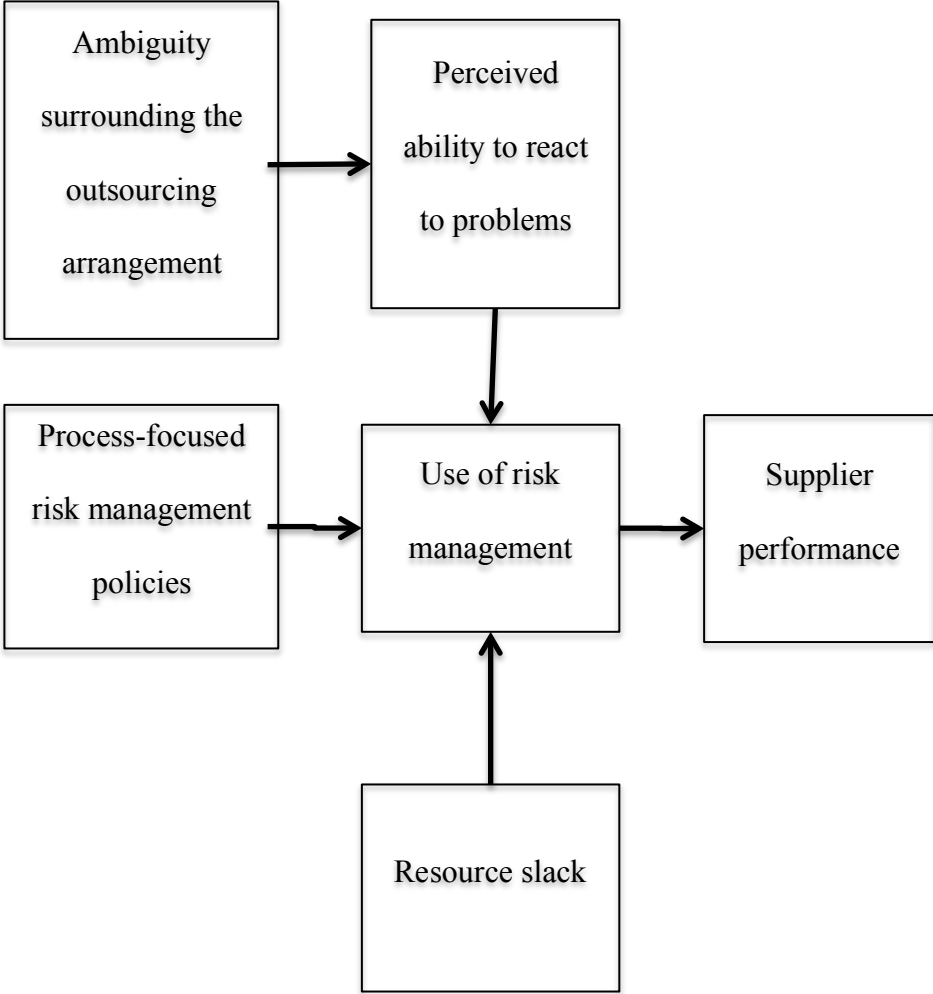 Ambiguity
surrounding the
outsourcing
arrangement
Perceived
ability to react
to problems
Process-focused
risk management
policies
Use of risk
management
Supplier
performance
Resource slack